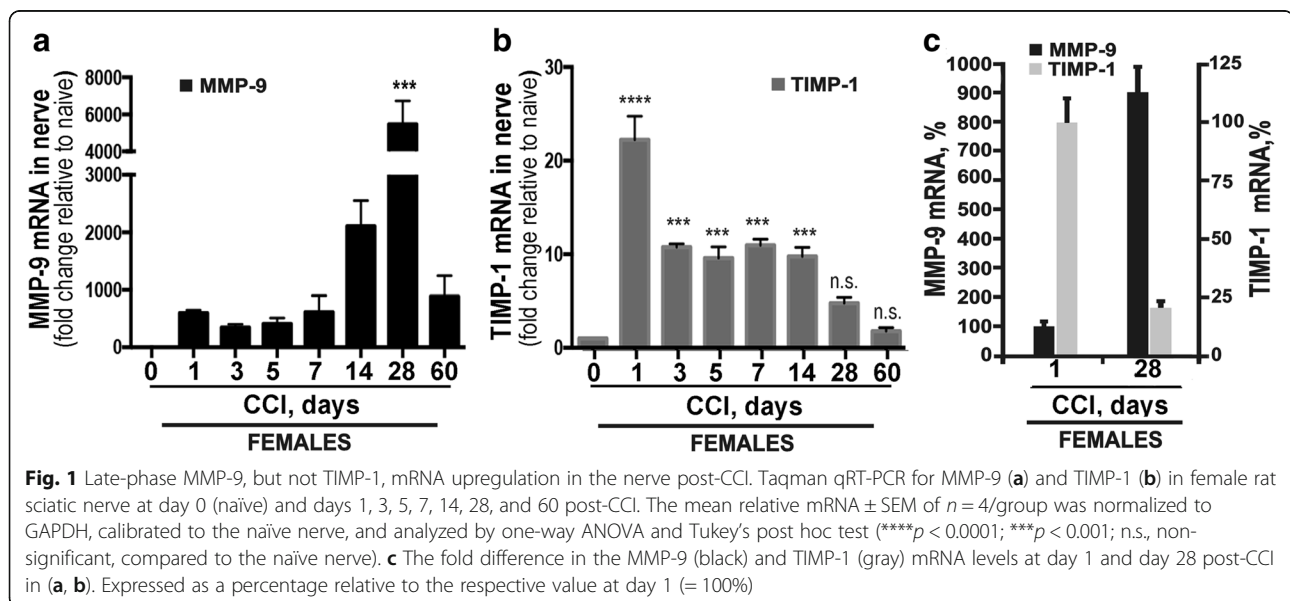 a
MMP-9 mRNA in nerve
(fold change relative to naive)
8000
6000
4000
3000
2000
1000
0
MMP-9
***
0 1 3 5 7 14 28 60
CCI, days
FEMALES
b
TIMP-1 mRNA in nerve
(fold change relative to naive)
30
20
10
0
TIMP-1
****
*** *** *** ***
n.s.
n.s.
0 1 3 5 7 14 28 60
CCI, days
FEMALES
c
MMP-9
TIMP-1
MMP-9 mRNA, %
1000
900
800
700
600
500
400
300
200
100
0
125
100
75
50
25
0
TIMP-1 mRNA, %
1 28
CCI, days
FEMALES
Fig. 1 Late-phase MMP-9, but not TIMP-1, mRNA upregulation in the nerve post-CCI. Taqman qRT-PCR for MMP-9 (a) and TIMP-1 (b) in female rat
sciatic nerve at day 0 (naïve) and days 1, 3, 5, 7, 14, 28, and 60 post-CCI. The mean relative mRNA ± SEM of n = 4/group was normalized to
GAPDH, calibrated to the naïve nerve, and analyzed by one-way ANOVA and Tukey's post hoc test (****p < 0.0001; ***p < 0.001; n.s., non-
significant, compared to the naïve nerve). c The fold difference in the MMP-9 (black) and TIMP-1 (gray) mRNA levels at day 1 and day 28 post-CCI
in (a, b). Expressed as a percentage relative to the respective value at day 1 (= 100%)